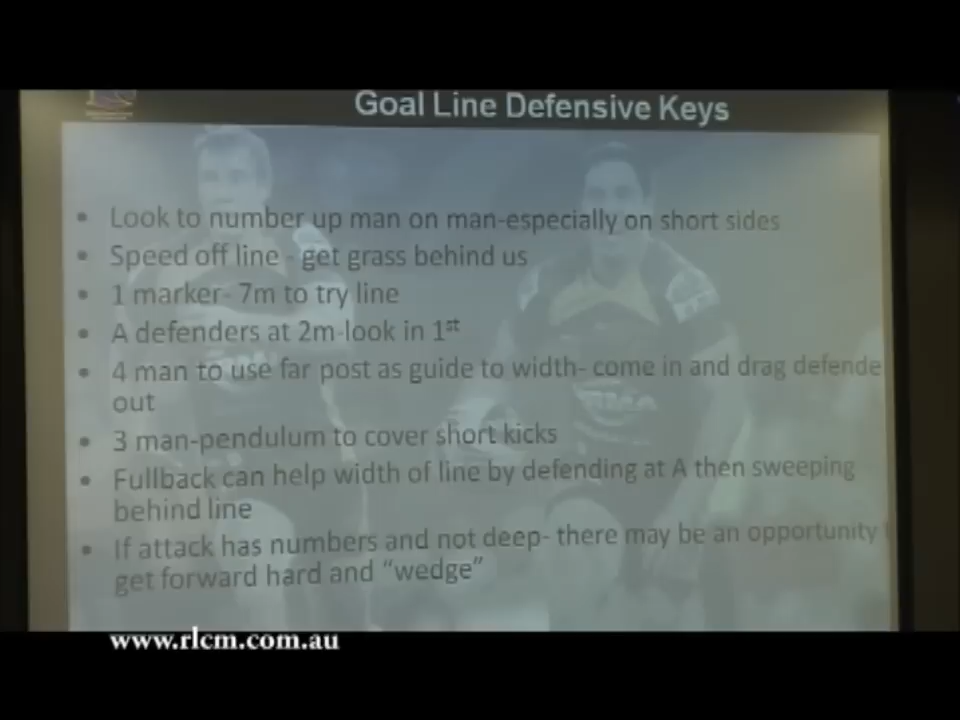 Goal Line Defensive Keys
• Look to number up man on man-especially on short sides
• Speed off line - get grass behind us
• 1 marker- 7m to try line
• A defenders at 2m-look in 1st
• 4 man to use far post as guide to width- come in and drag defende
out
• 3 man-pendulum to cover short kicks
• Fullback can help width of line by defending at A then sweeping
behind line
• If attack has numbers and not deep- there may be an opportunity t
get forward hard and “wedge”
www.rlcm.com.au